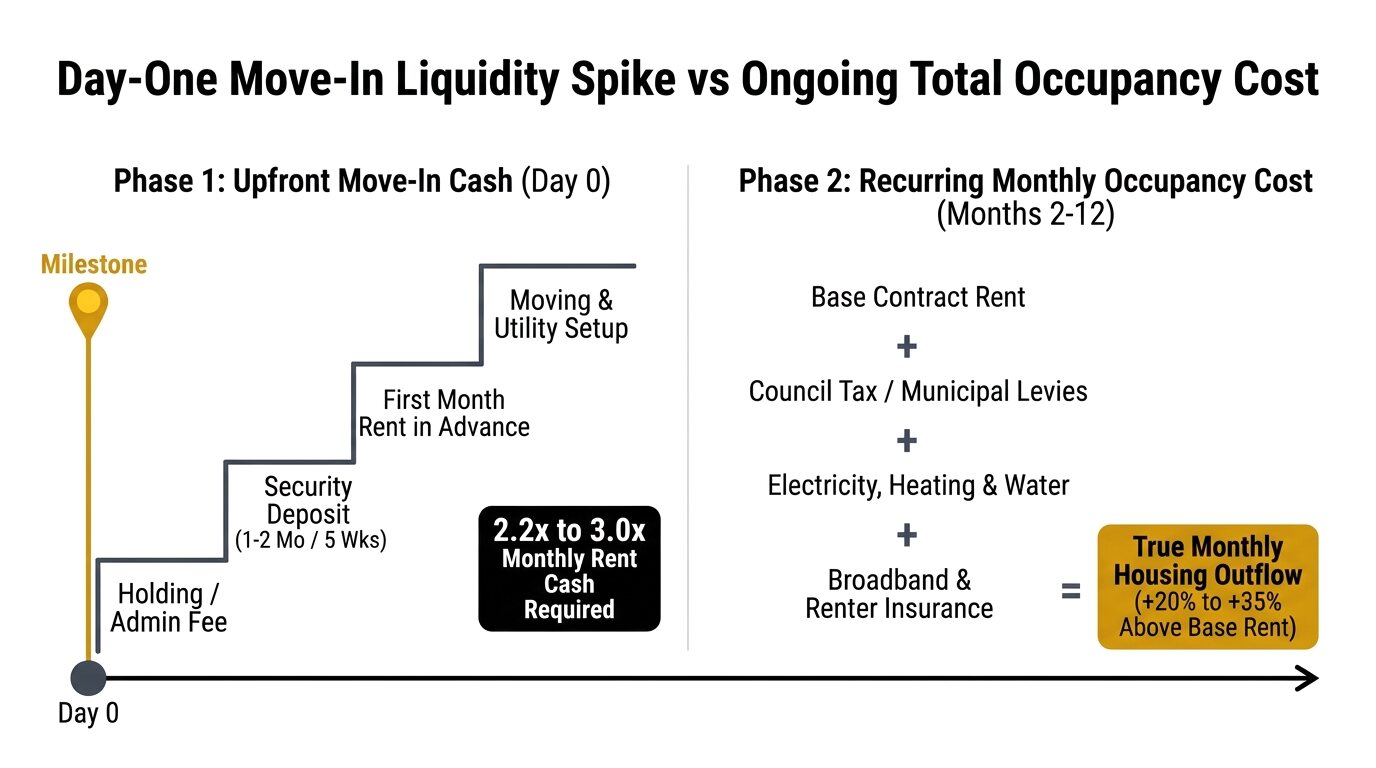 Day-One Move-In Liquidity Spike vs Ongoing Total Occupancy Cost
Phase 1: Upfront Move-In Cash (Day 0)
Milestone
Moving &
Utility Setup
First Month
Rent in Advance
Security
Deposit
(1-2 Mo / 5 Wks)
Holding /
Admin Fee
2.2x to 3.0x
Monthly Rent
Cash
Required
Day 0
Phase 2: Recurring Monthly Occupancy Cost
(Months 2-12)
Base Contract Rent
+
Council Tax / Municipal Levies
+
Electricity, Heating & Water
+
Broadband &
Renter Insurance
=
True Monthly
Housing Outflow
(+20% to +35%
Above Base Rent)